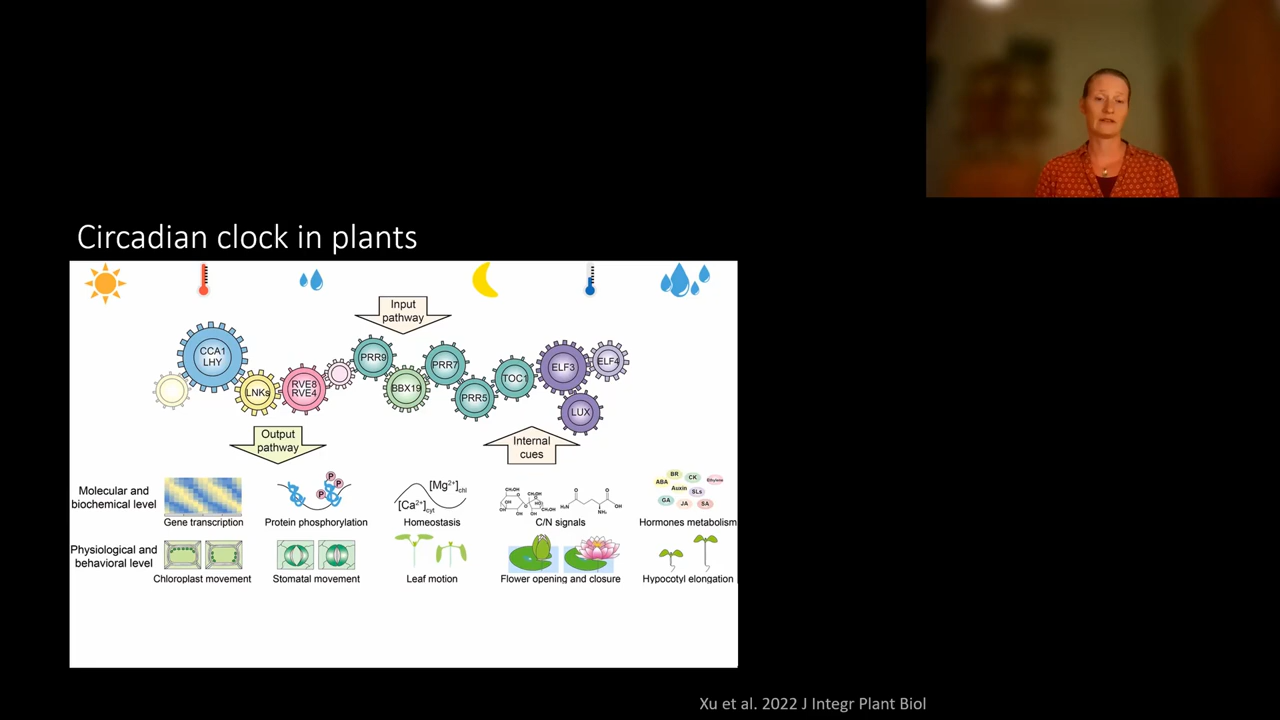 Circadian clock in plants
Input
pathway
CCA1
LHY
LNKs
RVE8
RVE4
PRR9
BBX19
PRR7
PRR5
TOC1
ELF3
ELF4
LUX
Output
pathway
Internal
cues
Molecular and
biochemical level
Gene transcription
P
P
P
Protein phosphorylation
[Mg²⁺]chl
[Ca²⁺]cyt
Homeostasis
C/N signals
BR
CK
Ethylene
ABA
Auxin
SLs
GA
JA
SA
Hormones metabolism
Physiological and
behavioral level
Chloroplast movement
Stomatal movement
Leaf motion
Flower opening and closure
Hypocotyl elongation
Xu et al. 2022 J Integr Plant Biol